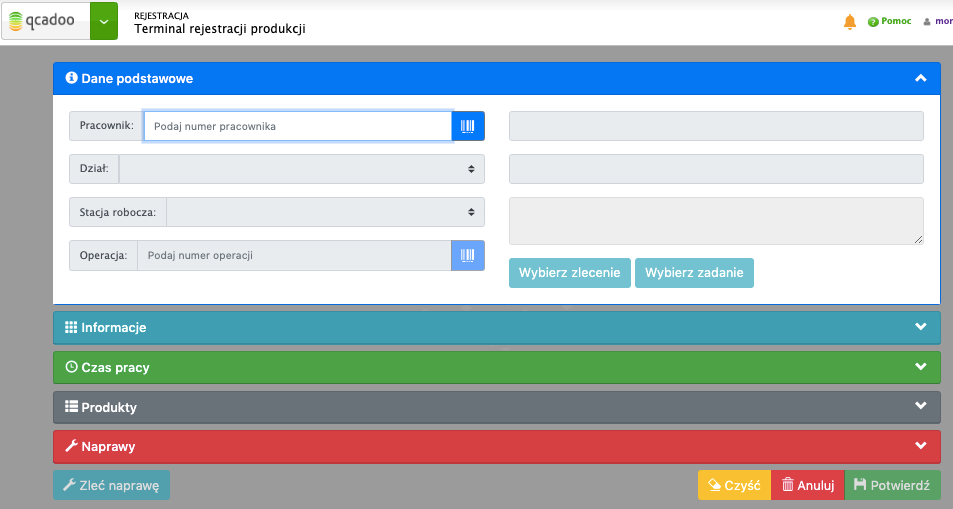 qcadoo
REJESTRACJA
Terminal rejestracji produkcji
Pomoc
mor
Dane podstawowe
Pracownik:
Podaj numer pracownika
Dział:
Stacja robocza:
Operacja:
Podaj numer operacji
Wybierz zlecenie
Wybierz zadanie
Informacje
Czas pracy
Produkty
Naprawy
Zleć naprawę
Czyść
Anuluj
Potwierdź